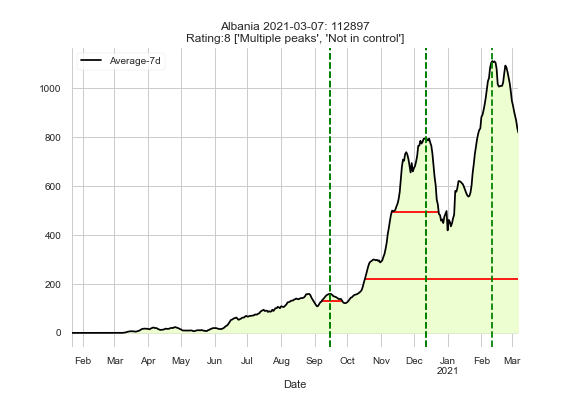 Albania 2021-03-07: 112897
Rating:8 ['Multiple peaks', 'Not in control']
Average-7d
1000
800
600
400
200
0
Feb Mar Apr May Jun Jul Aug Sep Oct Nov Dec Jan Feb Mar
2021
Date